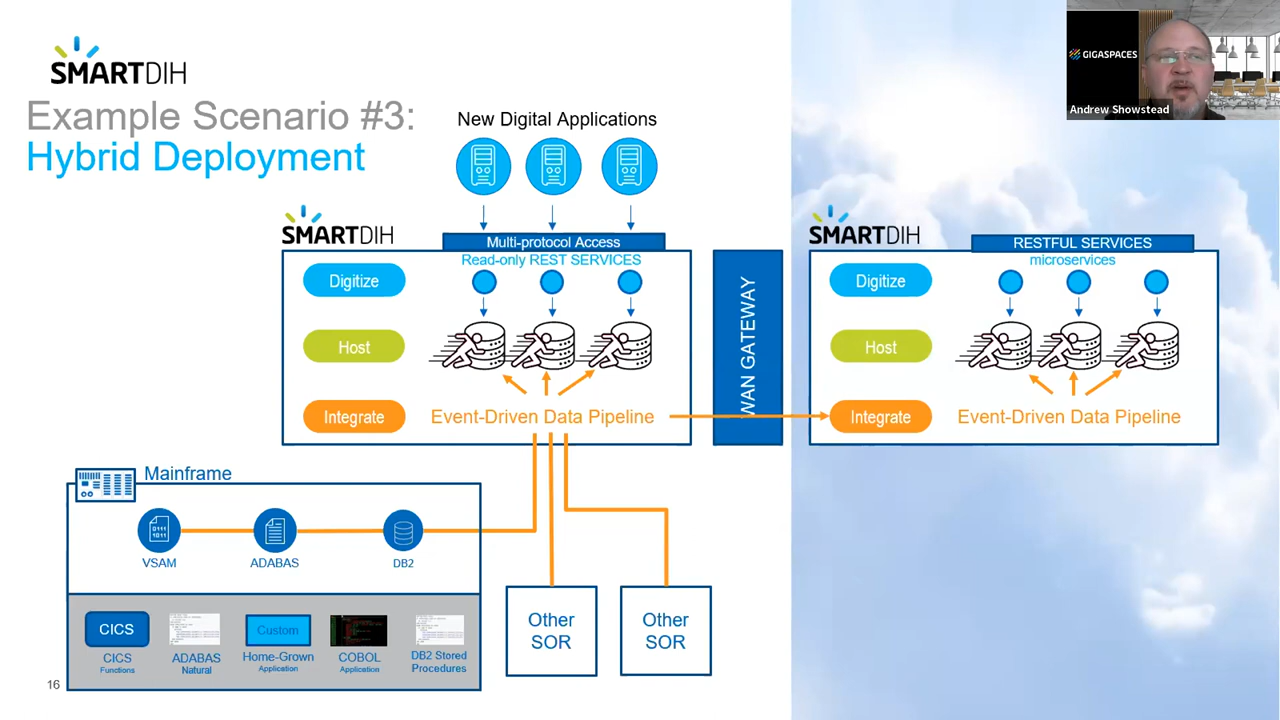 SMARTDIH
Example Scenario #3:
Hybrid Deployment
GIGASPACES
Andrew Showstead
New Digital Applications
SMARTDIH
Multi-protocol Access
Read-only REST SERVICES
Digitize
Host
Integrate
Event-Driven Data Pipeline
WAN GATEWAY
SMARTDIH
RESTFUL SERVICES
microservices
Digitize
Host
Integrate
Event-Driven Data Pipeline
Mainframe
0111
1011
VSAM
ADABAS
DB2
Other
SOR
Other
SOR
CICS
CICS
Functions
ADABAS
Natural
Custom
Home-Grown
Application
COBOL
Application
DB2 Stored
Procedures
16